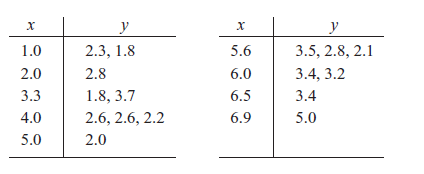 x y
1.0 2.3, 1.8
2.0 2.8
3.3 1.8, 3.7
4.0 2.6, 2.6, 2.2
5.0 2.0
x y
5.6 3.5, 2.8, 2.1
6.0 3.4, 3.2
6.5 3.4
6.9 5.0